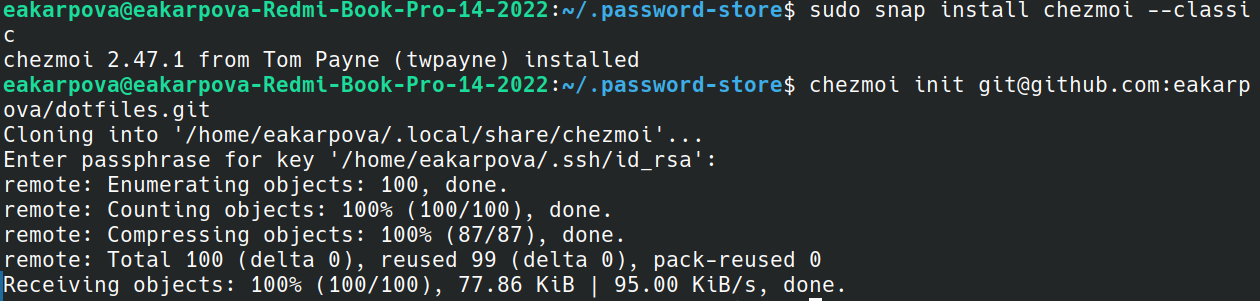 eakarpova@eakarpova-Redmi-Book-Pro-14-2022:~/.password-store$ sudo snap install chezmoi --classi
c
chezmoi 2.47.1 from Tom Payne (twpayne) installed
eakarpova@eakarpova-Redmi-Book-Pro-14-2022:~/.password-store$ chezmoi init git@github.com:eakarp
ova/dotfiles.git
Cloning into '/home/eakarpova/.local/share/chezmoi'...
Enter passphrase for key '/home/eakarpova/.ssh/id_rsa':
remote: Enumerating objects: 100, done.
remote: Counting objects: 100% (100/100), done.
remote: Compressing objects: 100% (87/87), done.
remote: Total 100 (delta 0), reused 99 (delta 0), pack-reused 0
Receiving objects: 100% (100/100), 77.86 KiB | 95.00 KiB/s, done.